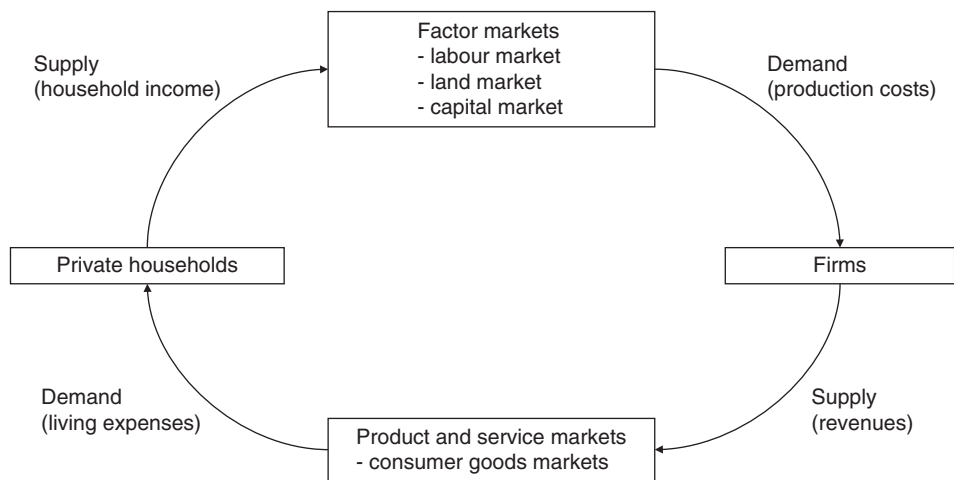 Factor markets
- labour market
- land market
- capital market
Supply
(household income)
Demand
(production costs)
Private households
Firms
Demand
(living expenses)
Supply
(revenues)
Product and service markets
- consumer goods markets